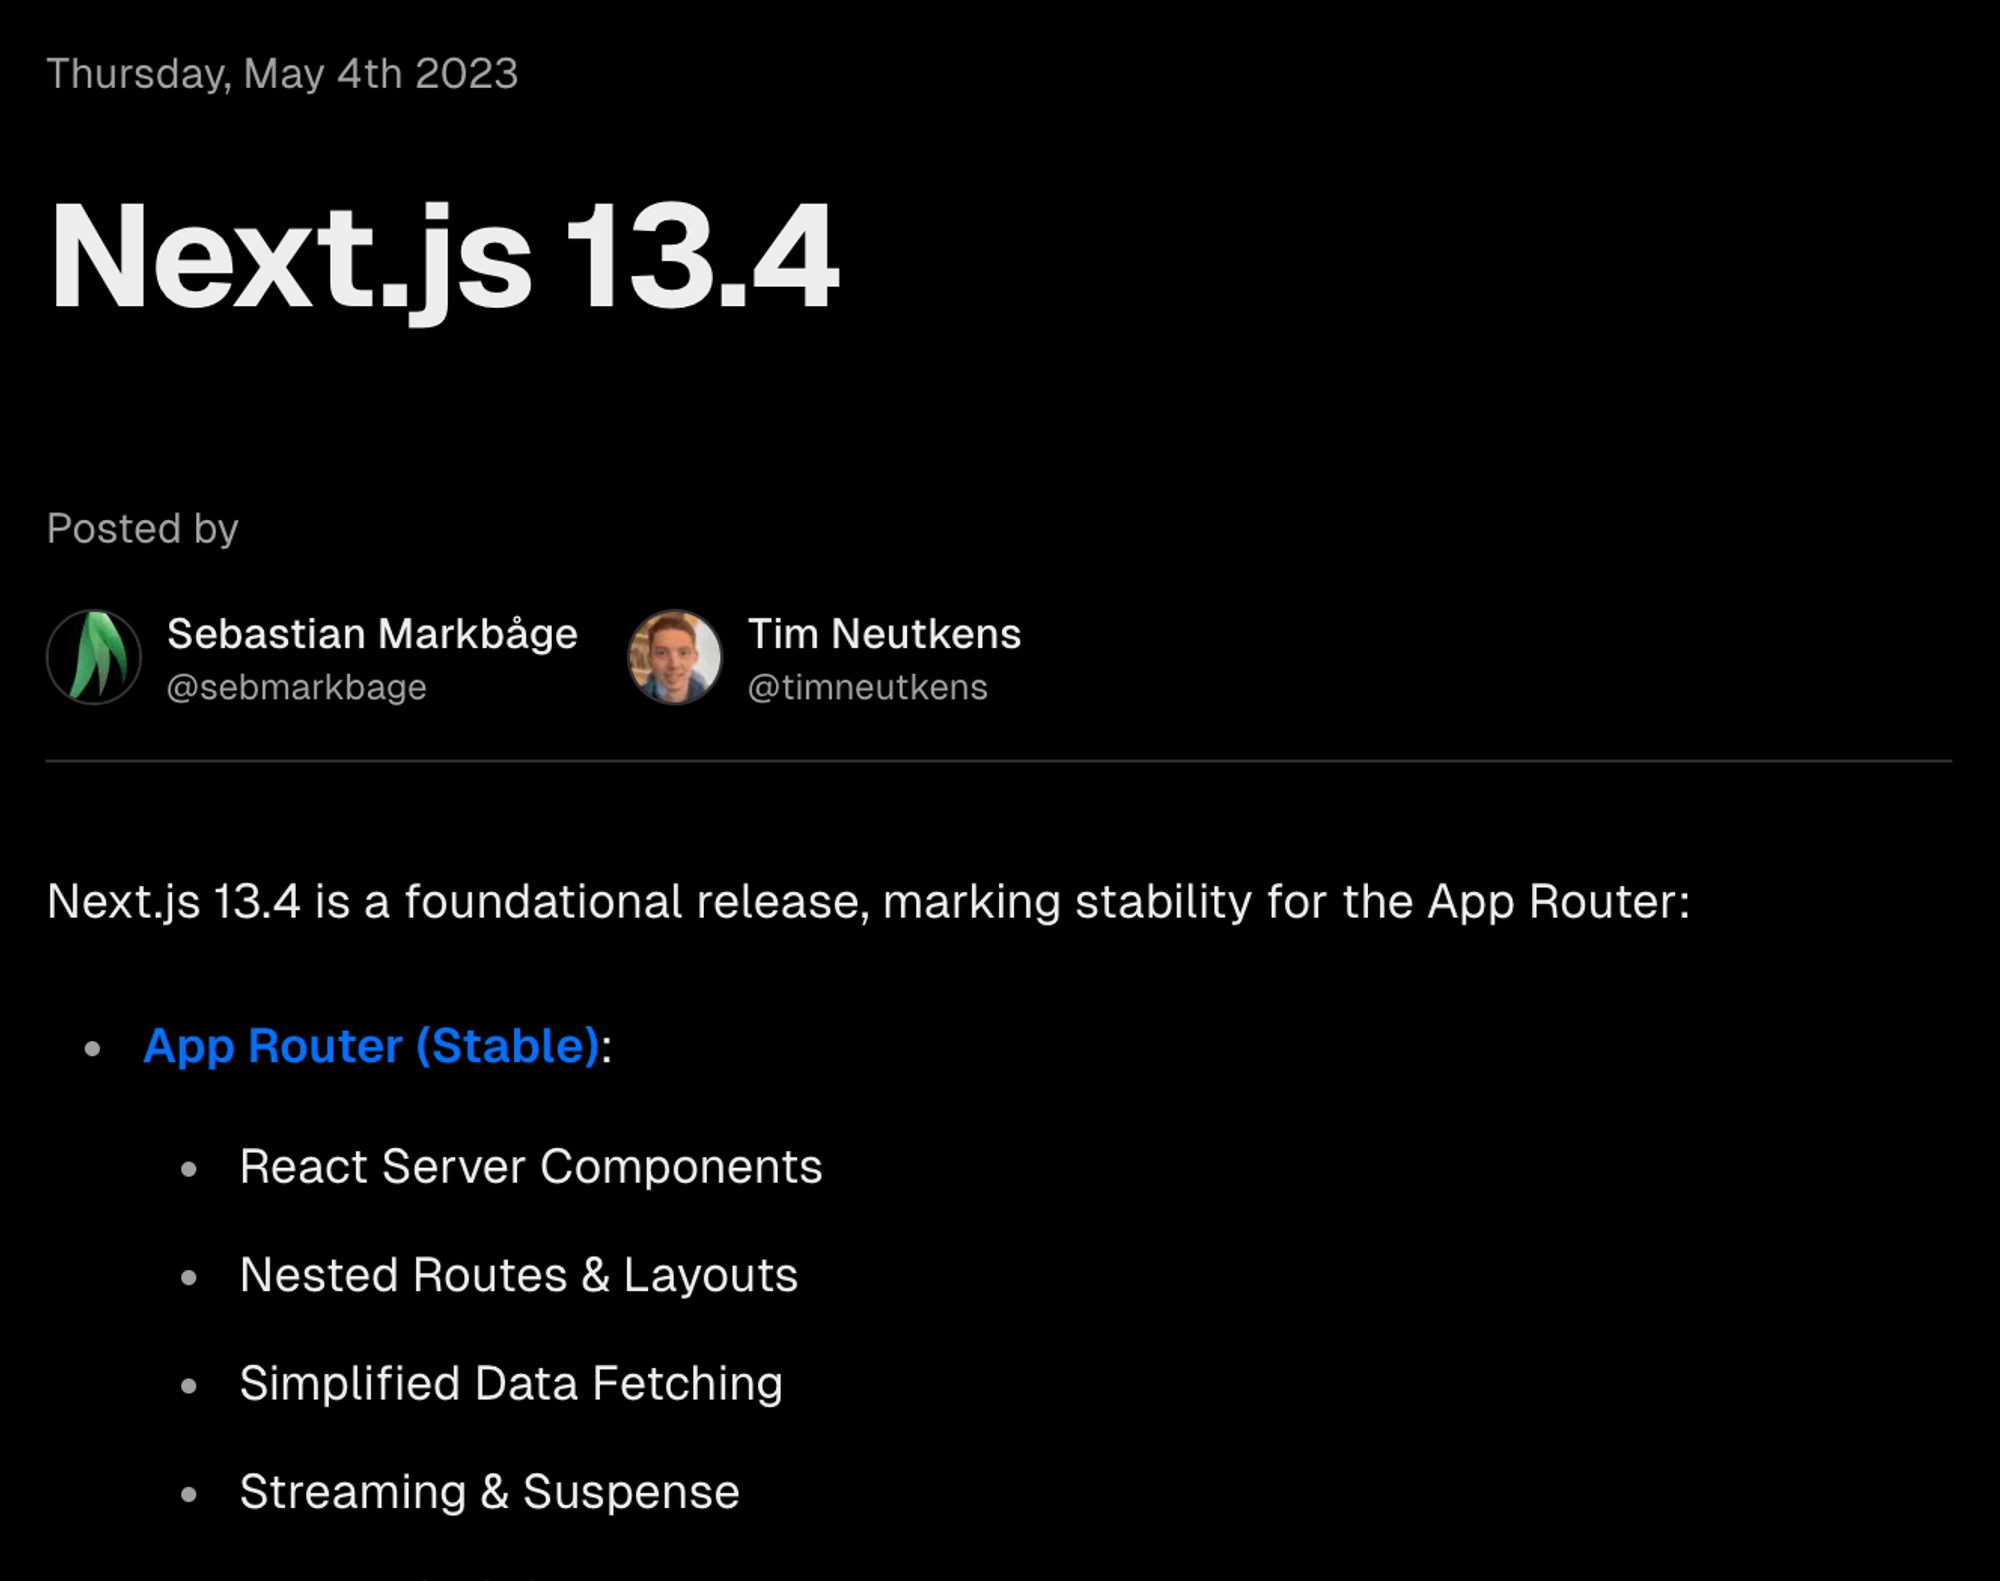 Thursday, May 4th 2023
Next.js 13.4
Posted by
Sebastian Markbåge
@sebmarkbage
Tim Neutkens
@timneutkens
Next.js 13.4 is a foundational release, marking stability for the App Router:
App Router (Stable):
React Server Components
Nested Routes & Layouts
Simplified Data Fetching
Streaming & Suspense